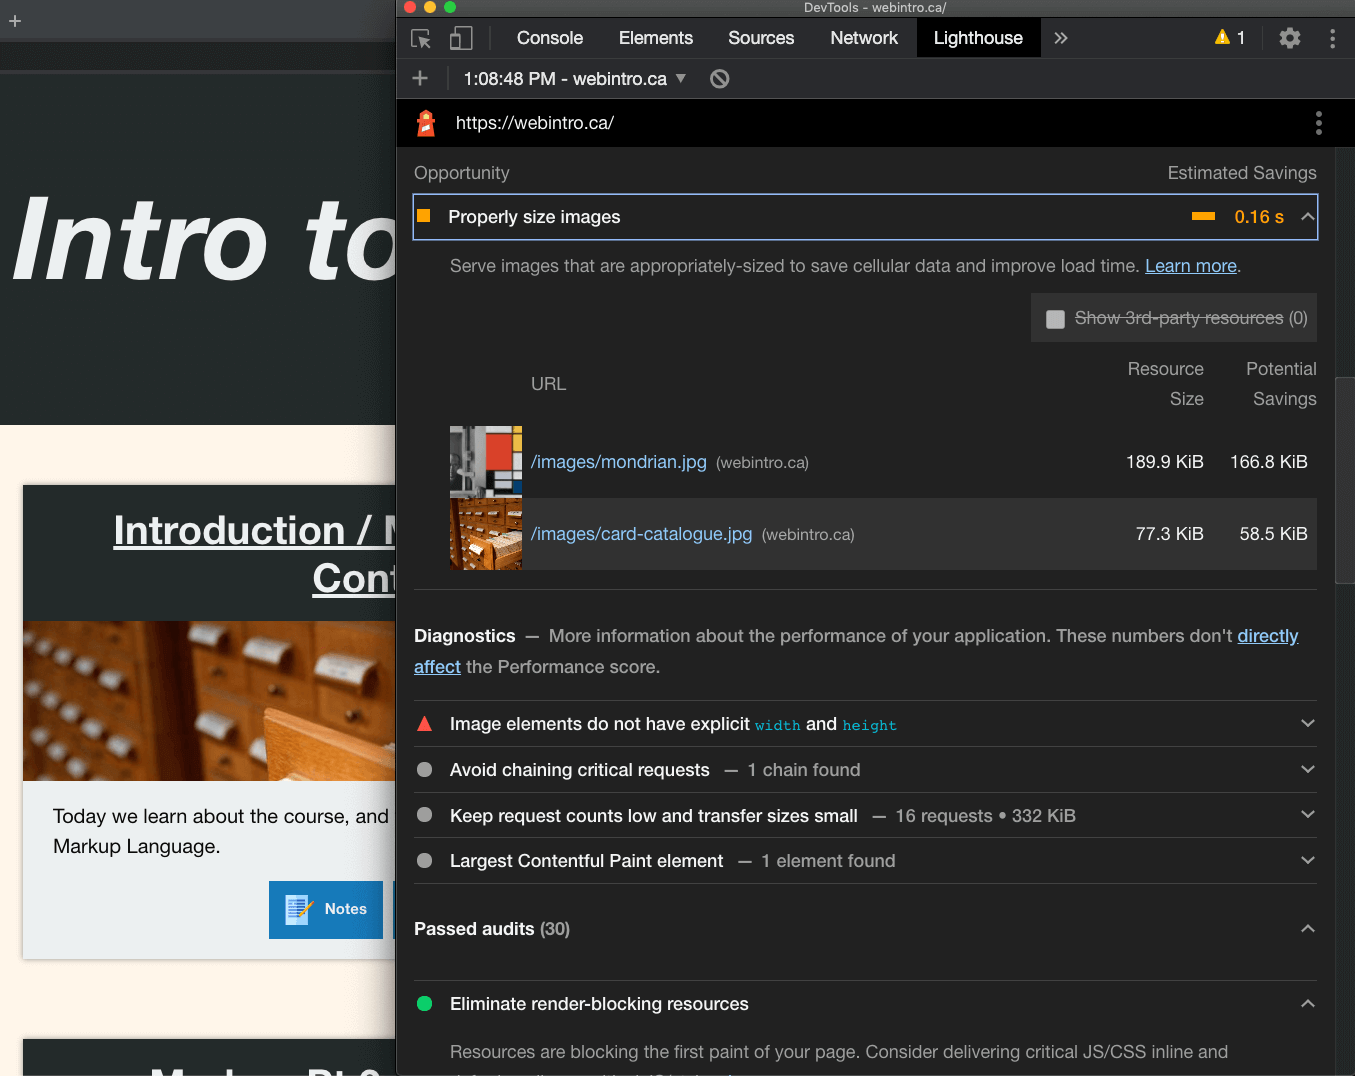 DevTools - webintro.ca/
Console Elements Sources Network Lighthouse 1
1:08:48 PM - webintro.ca
https://webintro.ca/
Opportunity Estimated Savings
Properly size images 0.16 s
Serve images that are appropriately-sized to save cellular data and improve load time. Learn more.
Show 3rd-party resources (0)
URL Resource Size Potential Savings
/images/mondrian.jpg (webintro.ca) 189.9 KiB 166.8 KiB
/images/card-catalogue.jpg (webintro.ca) 77.3 KiB 58.5 KiB
Diagnostics — More information about the performance of your application. These numbers don't directly
affect the Performance score.
Image elements do not have explicit width and height
Avoid chaining critical requests — 1 chain found
Keep request counts low and transfer sizes small — 16 requests • 332 KiB
Largest Contentful Paint element — 1 element found
Passed audits (30)
Eliminate render-blocking resources
Resources are blocking the first paint of your page. Consider delivering critical JS/CSS inline and
Intro to
Introduction /
Today we learn about the course, and
Markup Language.
Notes